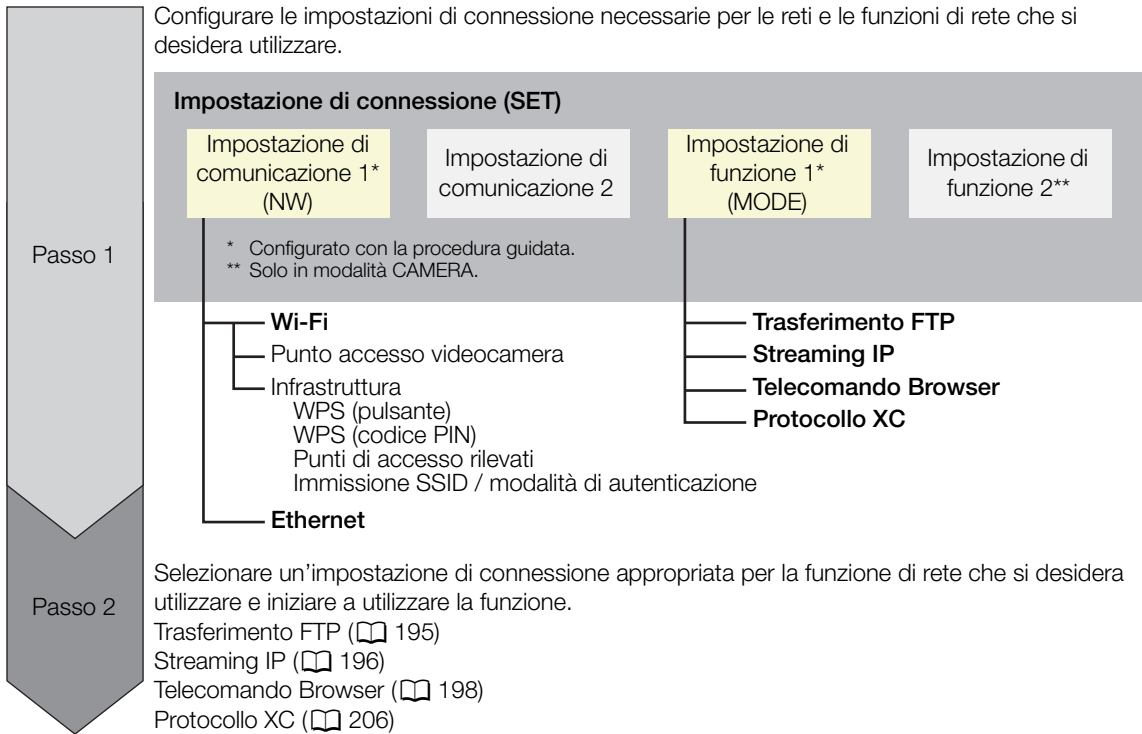 Configurare le impostazioni di connessione necessarie per le reti e le funzioni di rete che si
desidera utilizzare.
Impostazione di connessione (SET)
Impostazione di
comunicazione 1*
(NW)
Impostazione di
comunicazione 2
Impostazione di
funzione 1*
(MODE)
Impostazione di
funzione 2**
Passo 1
* Configurato con la procedura guidata.
** Solo in modalità CAMERA.
Wi-Fi
Punto accesso videocamera
Infrastruttura
WPS (pulsante)
WPS (codice PIN)
Punti di accesso rilevati
Immissione SSID / modalità di autenticazione
Ethernet
Trasferimento FTP
Streaming IP
Telecomando Browser
Protocollo XC
Passo 2
Selezionare un'impostazione di connessione appropriata per la funzione di rete che si desidera
utilizzare e iniziare a utilizzare la funzione.
Trasferimento FTP (195)
Streaming IP (196)
Telecomando Browser (198)
Protocollo XC (206)